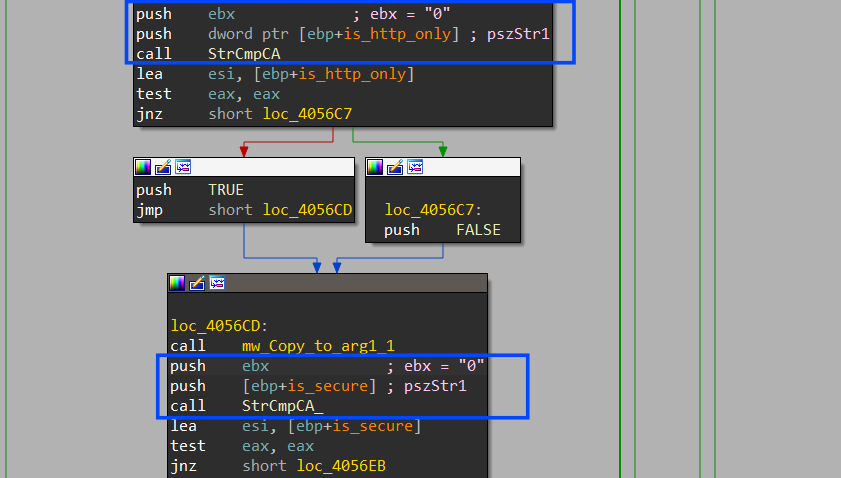 push ebx ; ebx = "0"
push dword ptr [ebp+is_http_only] ; pszStr1
call StrCmpCA
lea esi, [ebp+is_http_only]
test eax, eax
jnz short loc_4056C7
push TRUE
jmp short loc_4056CD
loc_4056C7:
push FALSE
loc_4056CD:
call mw_Copy_to_arg1_1
push ebx ; ebx = "0"
push [ebp+is_secure] ; pszStr1
call StrCmpCA_
lea esi, [ebp+is_secure]
test eax, eax
jnz short loc_4056EB